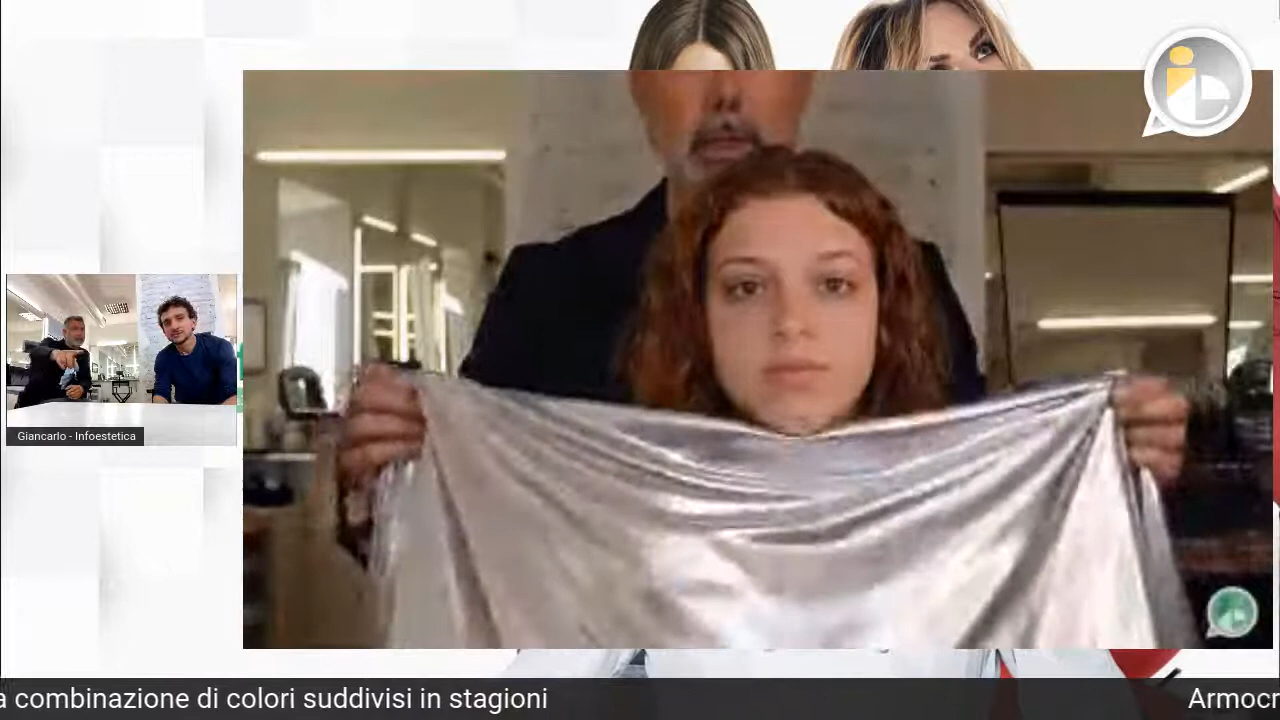 Giancarlo - Infoestetica
a combinazione di colori suddivisi in stagioni
Armocr